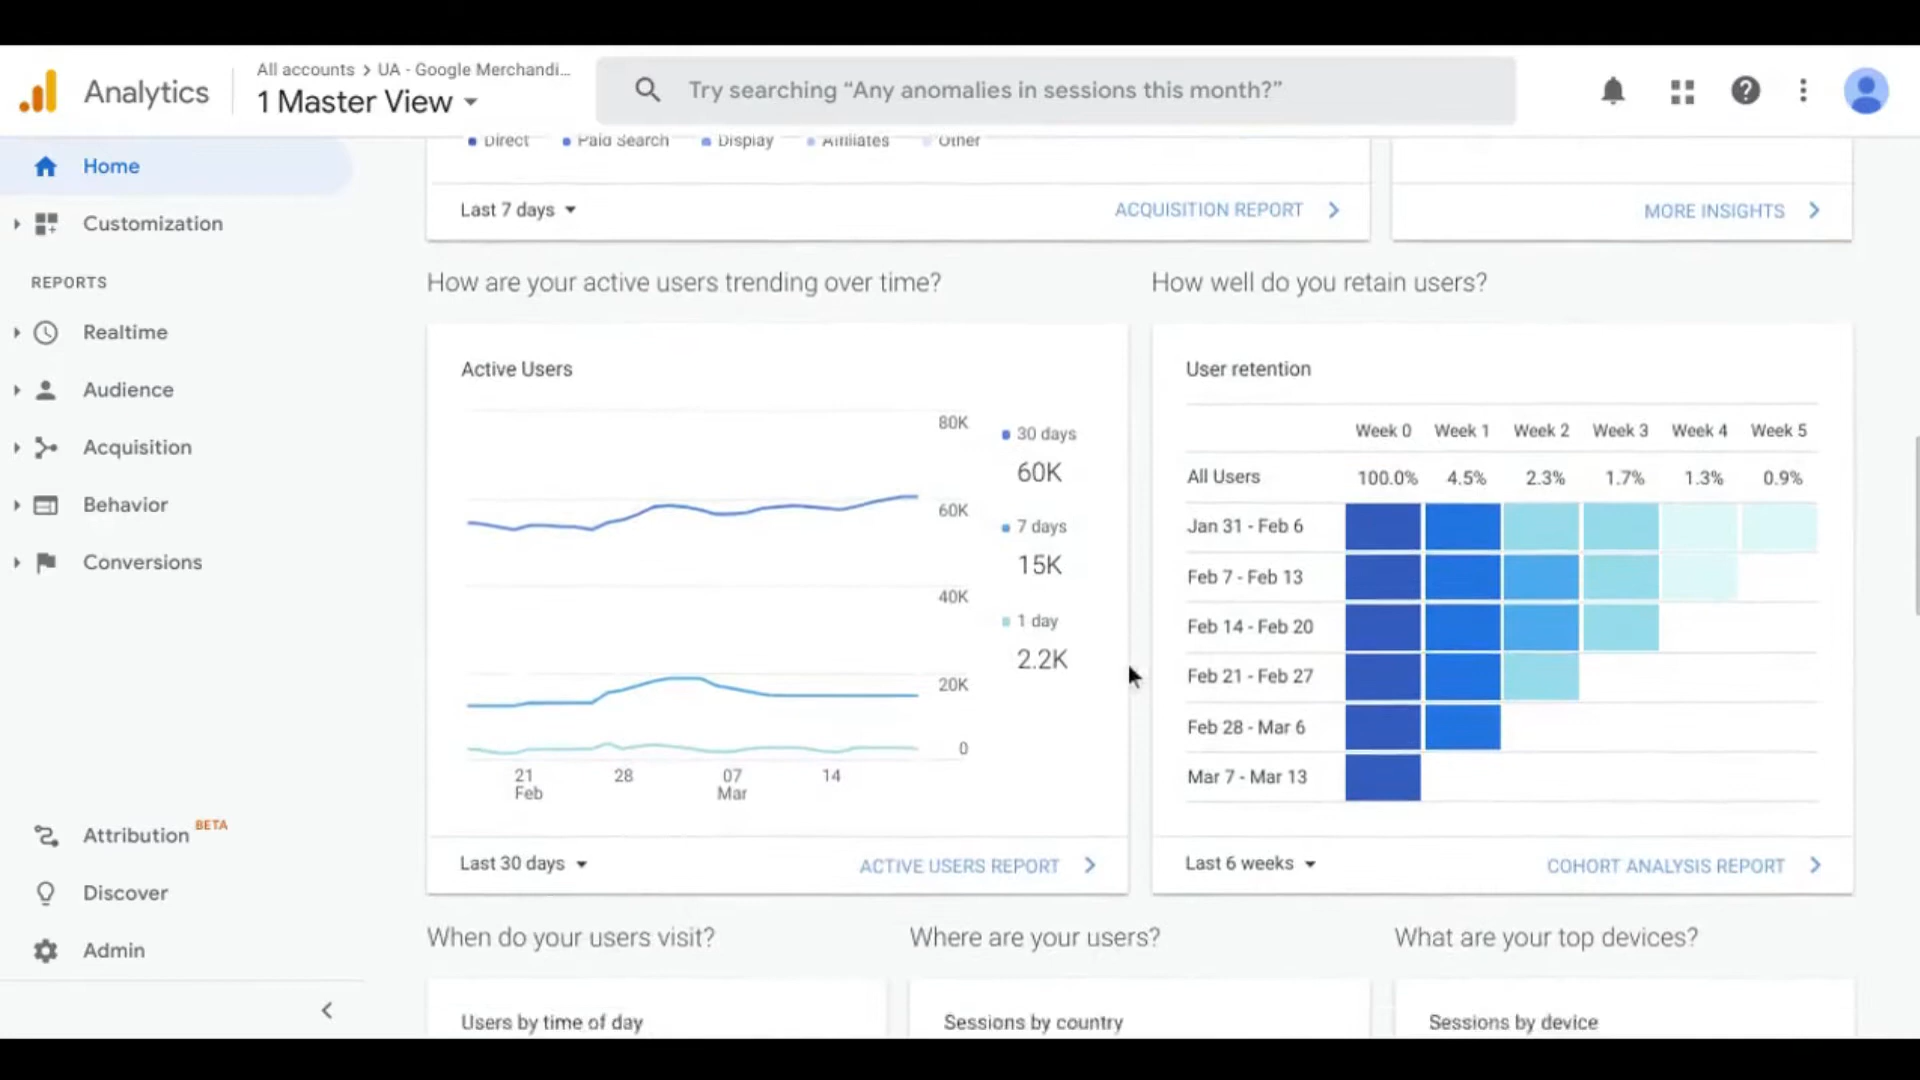 Analytics
All accounts > UA - Google Merchandi...
1 Master View
Try searching “Any anomalies in sessions this month?”
Home
Customization
REPORTS
Realtime
Audience
Acquisition
Behavior
Conversions
Attribution BETA
Discover
Admin
Direct Paid Search Display Affiliates Other
Last 7 days
ACQUISITION REPORT
MORE INSIGHTS
How are your active users trending over time?
Active Users
80K
60K
40K
20K
0
21 28 07 14
Feb Mar
30 days
60K
7 days
15K
1 day
2.2K
Last 30 days
ACTIVE USERS REPORT
How well do you retain users?
User retention
Week 0 Week 1 Week 2 Week 3 Week 4 Week 5
All Users 100.0% 4.5% 2.3% 1.7% 1.3% 0.9%
Jan 31 - Feb 6
Feb 7 - Feb 13
Feb 14 - Feb 20
Feb 21 - Feb 27
Feb 28 - Mar 6
Mar 7 - Mar 13
Last 6 weeks
COHORT ANALYSIS REPORT
When do your users visit?
Users by time of day
Where are your users?
Sessions by country
What are your top devices?
Sessions by device